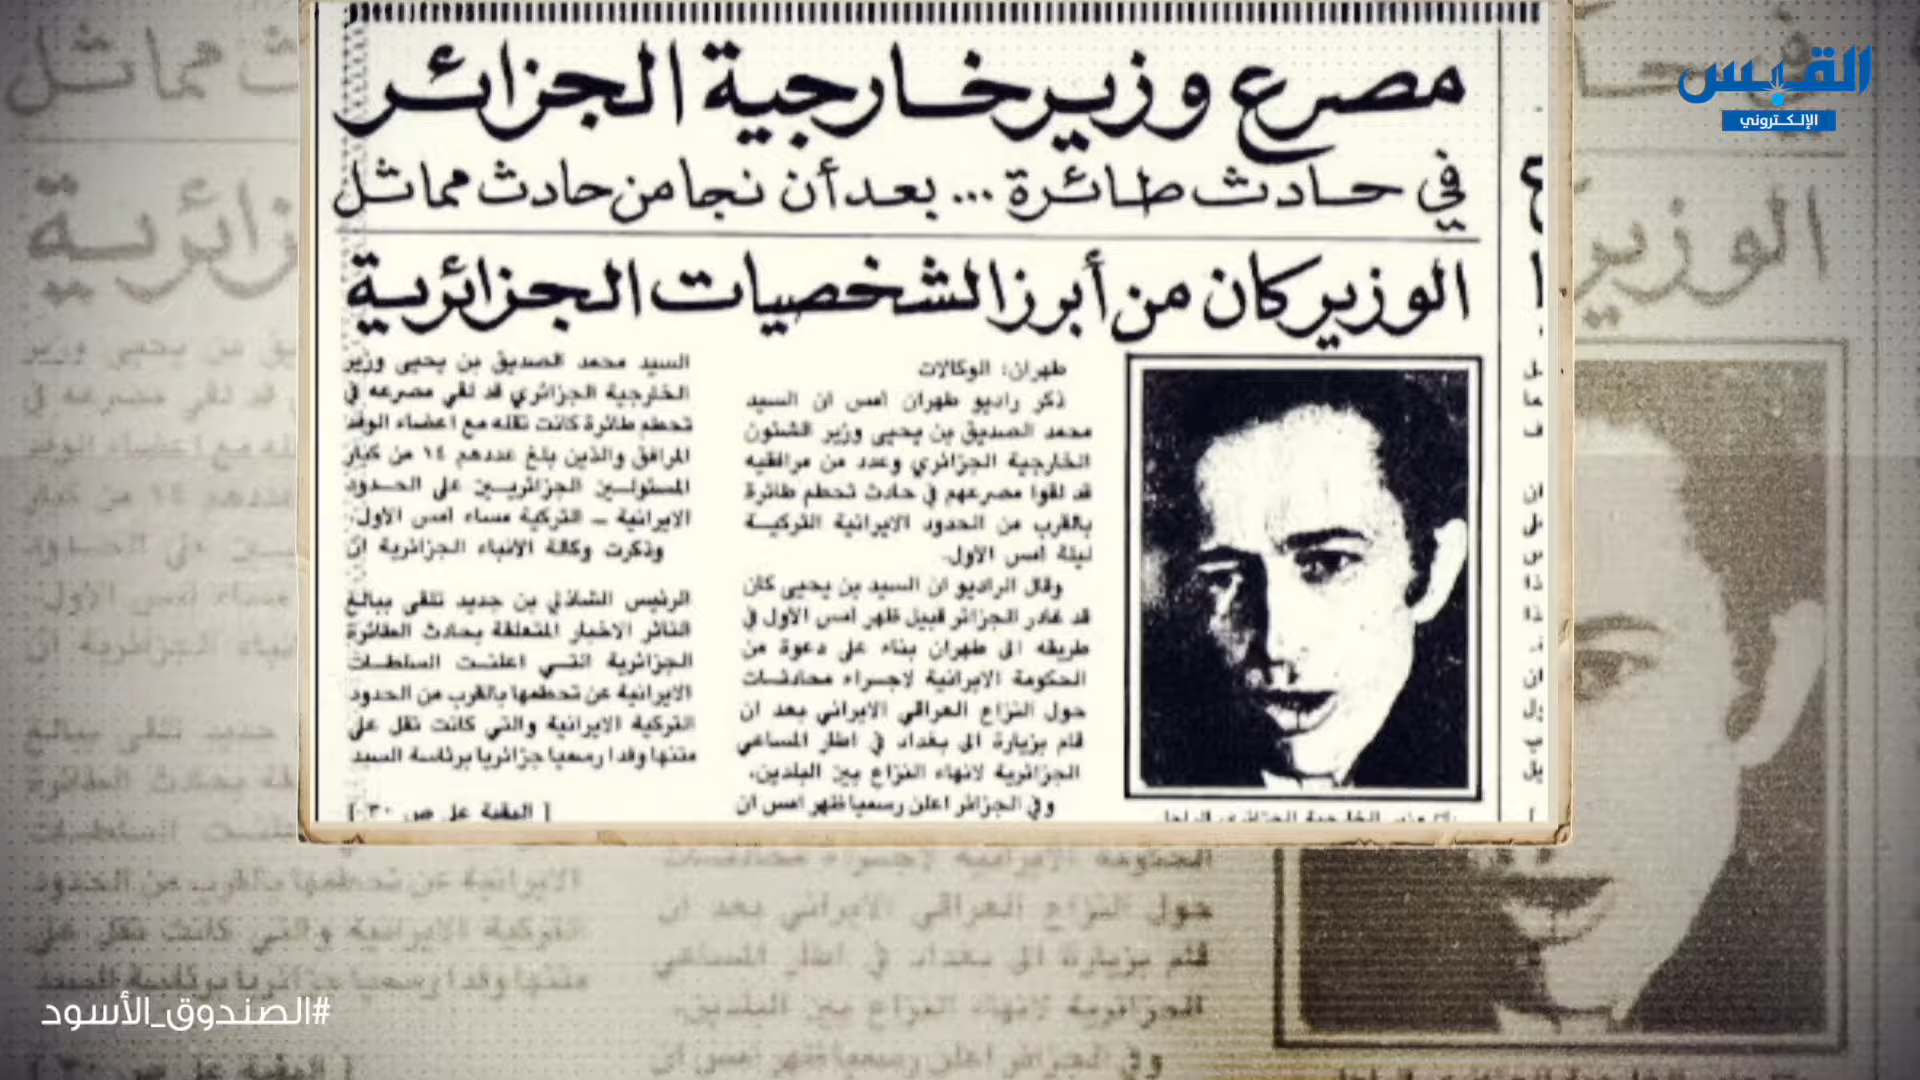 القبس
الإلكتروني
مصرع وزير خارجية الجزائر
في حادث طائرة ... بعد أن نجا من حادث مماثل
الوزير كان من أبرز الشخصيات الجزائرية
طهران: الوكالات
ذكر راديو طهران امس ان السيد
محمد الصديق بن يحيى وزير الشئون
الخارجية الجزائري وعدد من مرافقيه
قد لقوا مصرعهم في حادث تحطم طائرة
بالقرب من الحدود الايرانية التركية
ليلة امس الأول.
وقال الراديو ان السيد بن يحيى كان
قد غادر الجزائر قبيل ظهر امس الأول في
طريقه الى طهران بناء على دعوة من
الحكومة الايرانية لاجراء محادثات
حول النزاع العراقي الايراني بعد ان
قام بزيارة الى بغداد في اطار المساعي
الجزائرية لانهاء النزاع بين البلدين.
وفي الجزائر اعلن رسميا ظهر امس ان
السيد محمد الصديق بن يحيى وزير
الخارجية الجزائري قد لقي مصرعه في
تحطم طائرة كانت تقله مع اعضاء الوفد
المرافق والذين بلغ عددهم ١٤ من كبار
المسئولين الجزائريين على الحدود
الايرانية ــ التركية مساء امس الأول.
وذكرت وكالة الأنباء الجزائرية ان
الرئيس الشاذلي بن جديد تلقى ببالغ
التأثر الاخبار المتعلقة بحادث الطائرة
الجزائرية التي اعلنت السلطات
الايرانية عن تحطمها بالقرب من الحدود
التركية الايرانية والتي كانت تقل على
متنها وفدا رسميا جزائريا برئاسة السيد
[ البقية على ص ٣٠ ]
#الصندوق_الأسود